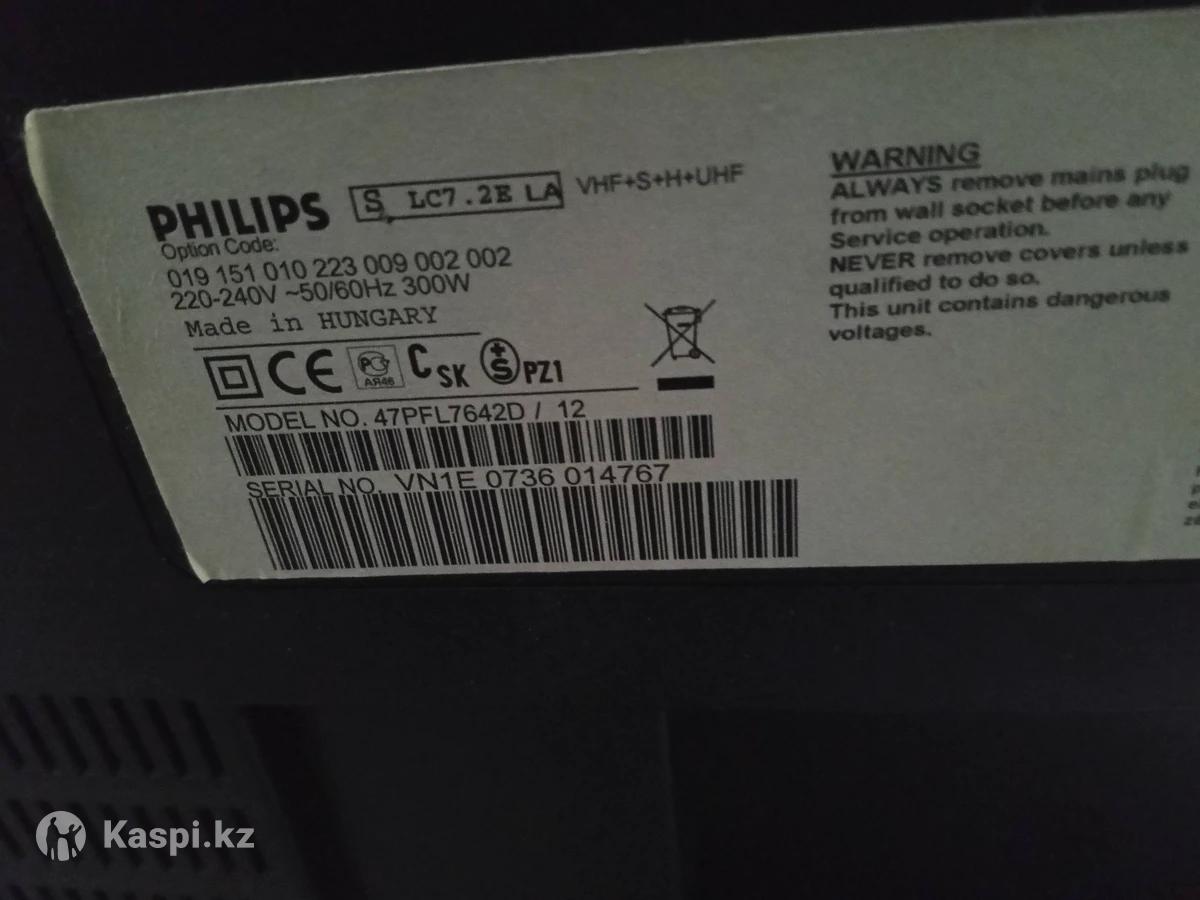 PHILIPS
S LC7.2E LA
VHF+S+H+UHF
Option Code:
019 151 010 223 009 002 002
220-240V ~50/60Hz 300W
Made in HUNGARY
CE
РС
АЯ46
C SK
+S PZ1
MODEL NO. 47PFL7642D / 12
SERIAL NO. VN1E 0736 014767
WARNING
ALWAYS remove mains plug
from wall socket before any
Service operation.
NEVER remove covers unless
qualified to do so.
This unit contains dangerous
voltages.
Kaspi.kz